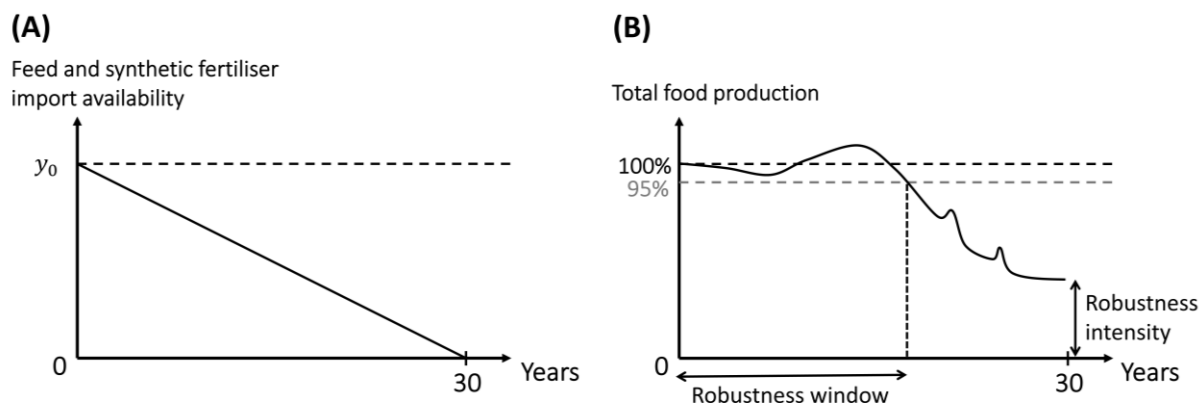 (A)
Feed and synthetic fertiliser
import availability
y₀
0
30
Years
(B)
Total food production
100%
95%
Robustness
intensity
0
30
Years
Robustness window